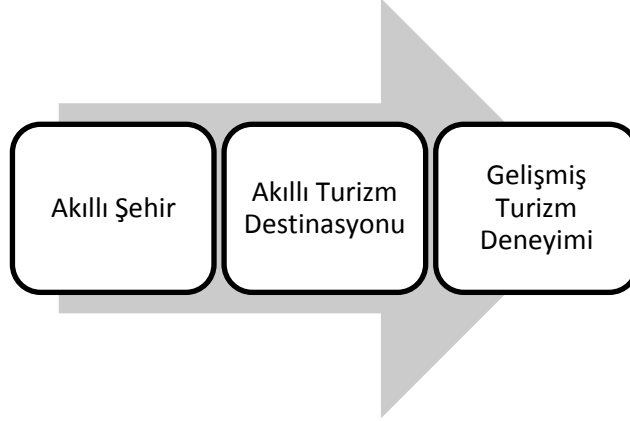 Akıllı Şehir
Akıllı Turizm
Destinasyonu
Gelişmiş
Turizm
Deneyimi